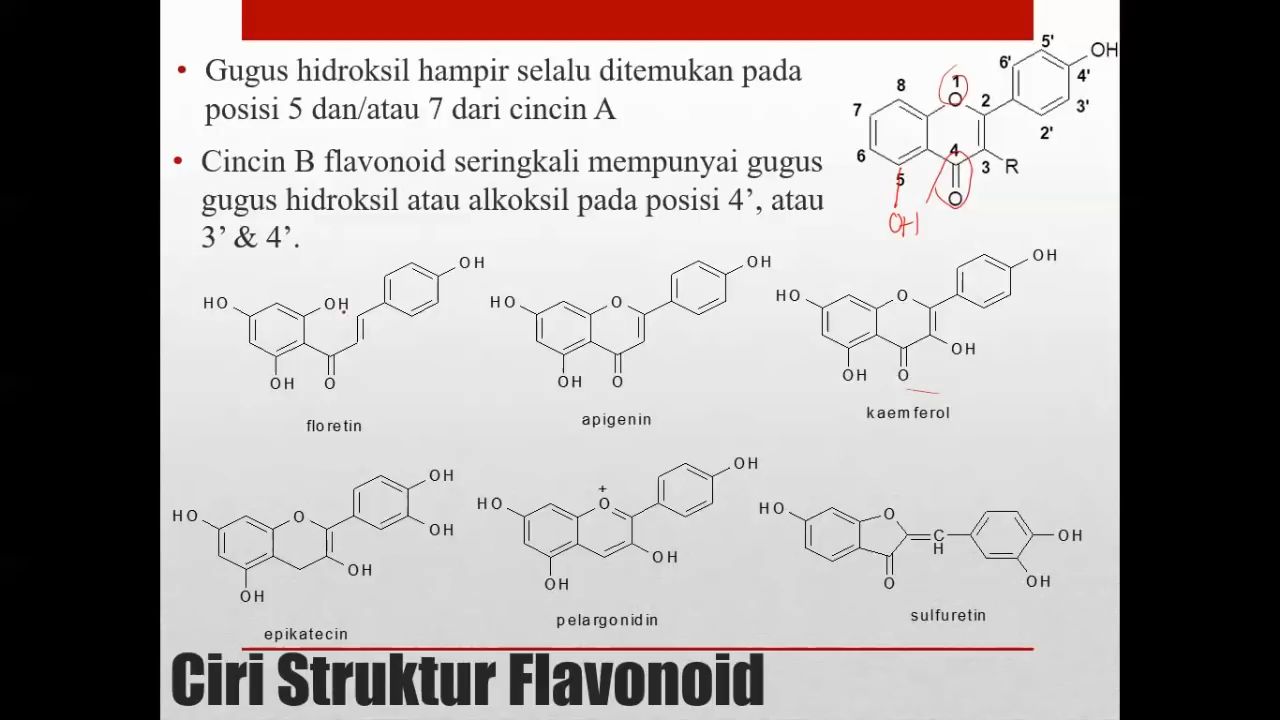 • Gugus hidroksil hampir selalu ditemukan pada
posisi 5 dan/atau 7 dari cincin A
• Cincin B flavonoid seringkali mempunyai gugus
gugus hidroksil atau alkoksil pada posisi 4’, atau
3’ & 4’.
5' OH
6' 4'
1
8 O 2 3'
7 2'
6 4 3 R
5 O
OH
HO OH OH
OH O
floretin
HO O OH
OH O
apigenin
HO O OH
OH
OH O
kaemferol
HO O OH
OH
OH
OH
epikatecin
+
HO O OH
OH
OH
pelargonidin
HO O
C
H
OH
O OH
sulfuretin
Ciri Struktur Flavonoid